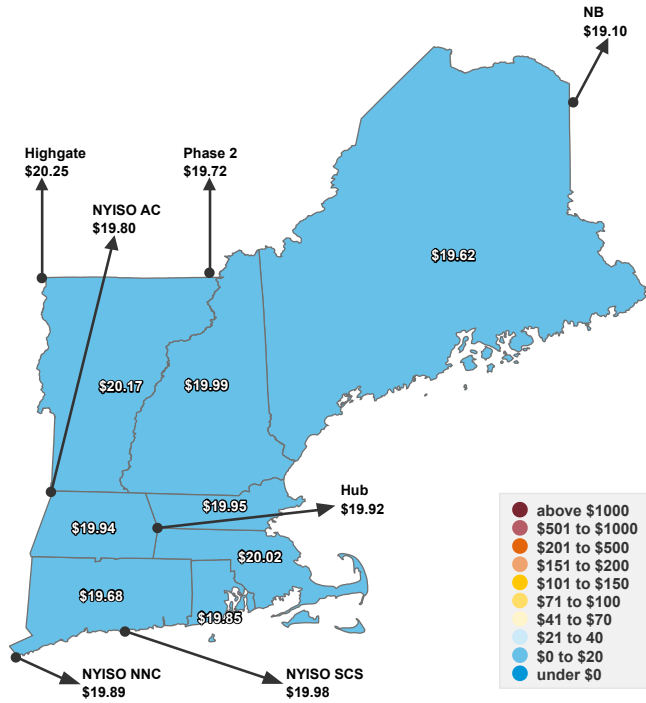 NB
$19.10
Highgate
$20.25
Phase 2
$19.72
NYISO AC
$19.80
$19.62
$20.17
$19.99
Hub
$19.92
$19.95
$19.94
$20.02
$19.68
$19.85
NYISO NNC
$19.89
NYISO SCS
$19.98
above $1000
$501 to $1000
$201 to $500
$151 to $200
$101 to $150
$71 to $100
$41 to $70
$21 to 40
$0 to $20
under $0